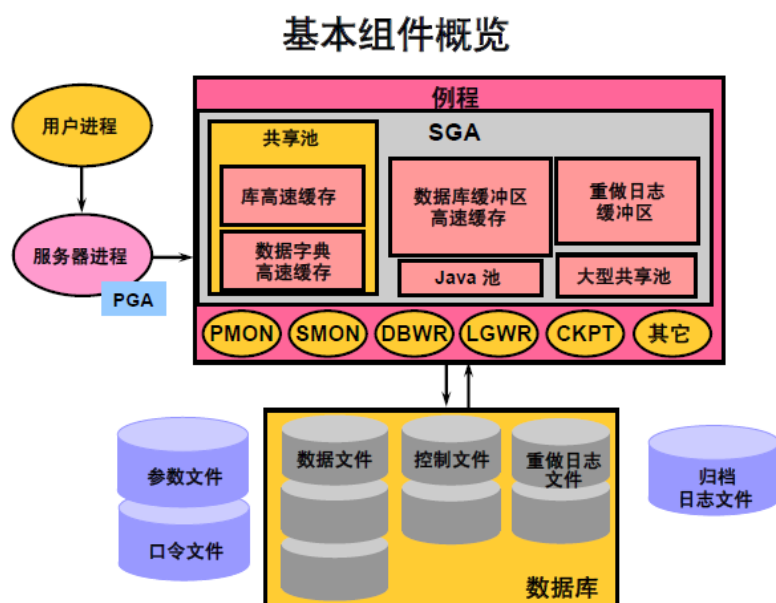 基本组件概览
例程
SGA
用户进程
服务器进程
PGA
共享池
库高速缓存
数据字典
高速缓存
数据库缓冲区
高速缓存
重做日志
缓冲区
Java 池
大型共享池
PMON
SMON
DBWR
LGWR
CKPT
其它
参数文件
口令文件
数据文件
控制文件
重做日志
文件
数据库
归档
日志文件